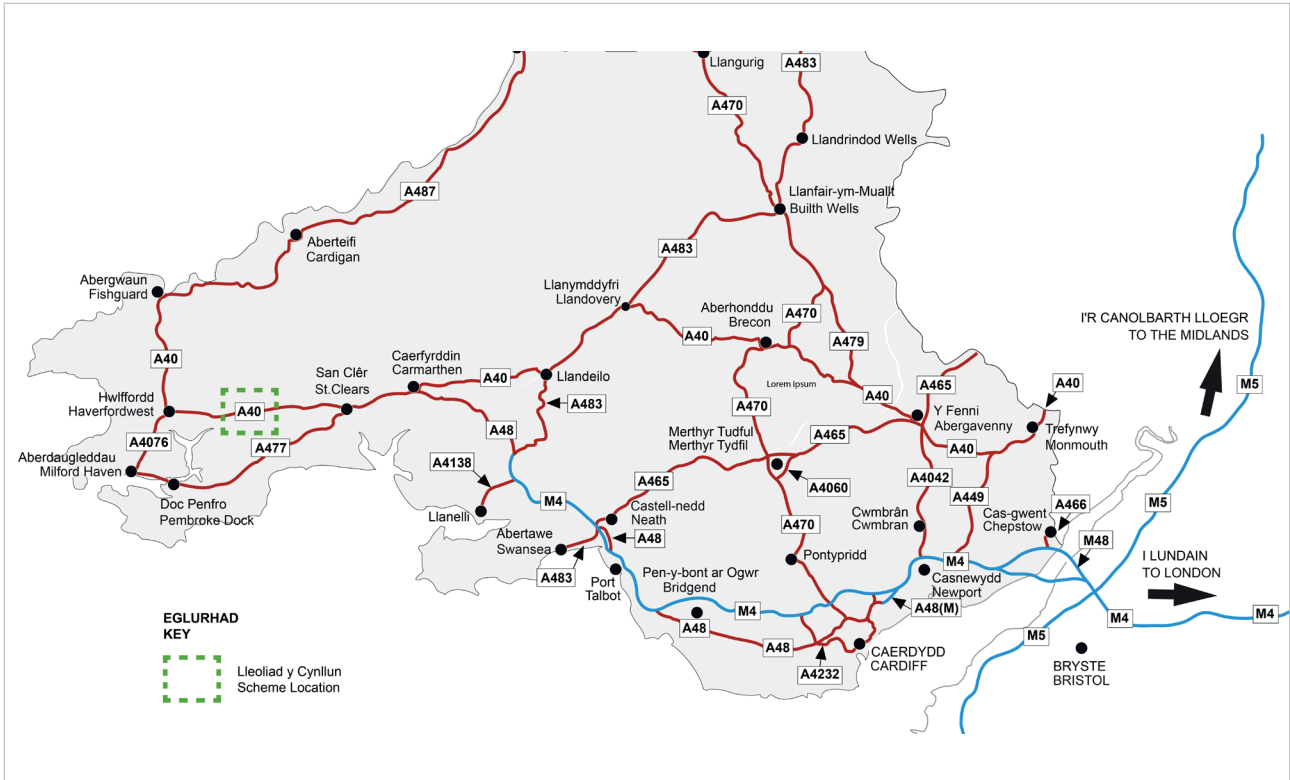 Llangurig
A483
A470
Llandrindod Wells
A487
Llanfair-ym-Muallt
Builth Wells
Aberteifi
Cardigan
A483
Abergwaun
Fishguard
Llanymddyfri
Llandovery
Aberhonddu
Brecon
A470
I'R CANOLBARTH LLOEGR
TO THE MIDLANDS
A40
A479
A40
San Clêr
St.Clears
Caerfyrddin
Carmarthen
A40
Llandeilo
Lorem ipsum
A40
A465
A40
M5
Hwlffordd
Haverfordwest
A40
A483
A470
Y Fenni
Abergavenny
Trefynwy
Monmouth
A4076
A477
A48
Merthyr Tudful
Merthyr Tydfil
A465
A40
Aberdaugleddau
Milford Haven
A4138
A465
A4060
A4042
A449
Doc Penfro
Pembroke Dock
M4
Llanelli
Castell-nedd
Neath
A470
Cwmbrân
Cwmbran
Cas-gwent
Chepstow
A466
M5
Abertawe
Swansea
A48
M48
A483
Port
Talbot
Pontypridd
M4
I LUNDAIN
TO LONDON
Pen-y-bont ar Ogwr
Bridgend
Casnewydd
Newport
A48(M)
M4
A48
M4
M4
M5
A48
CAERDYDD
CARDIFF
A4232
BRYSTE
BRISTOL
EGLURHAD
KEY
Lleoliad y Cynllun
Scheme Location